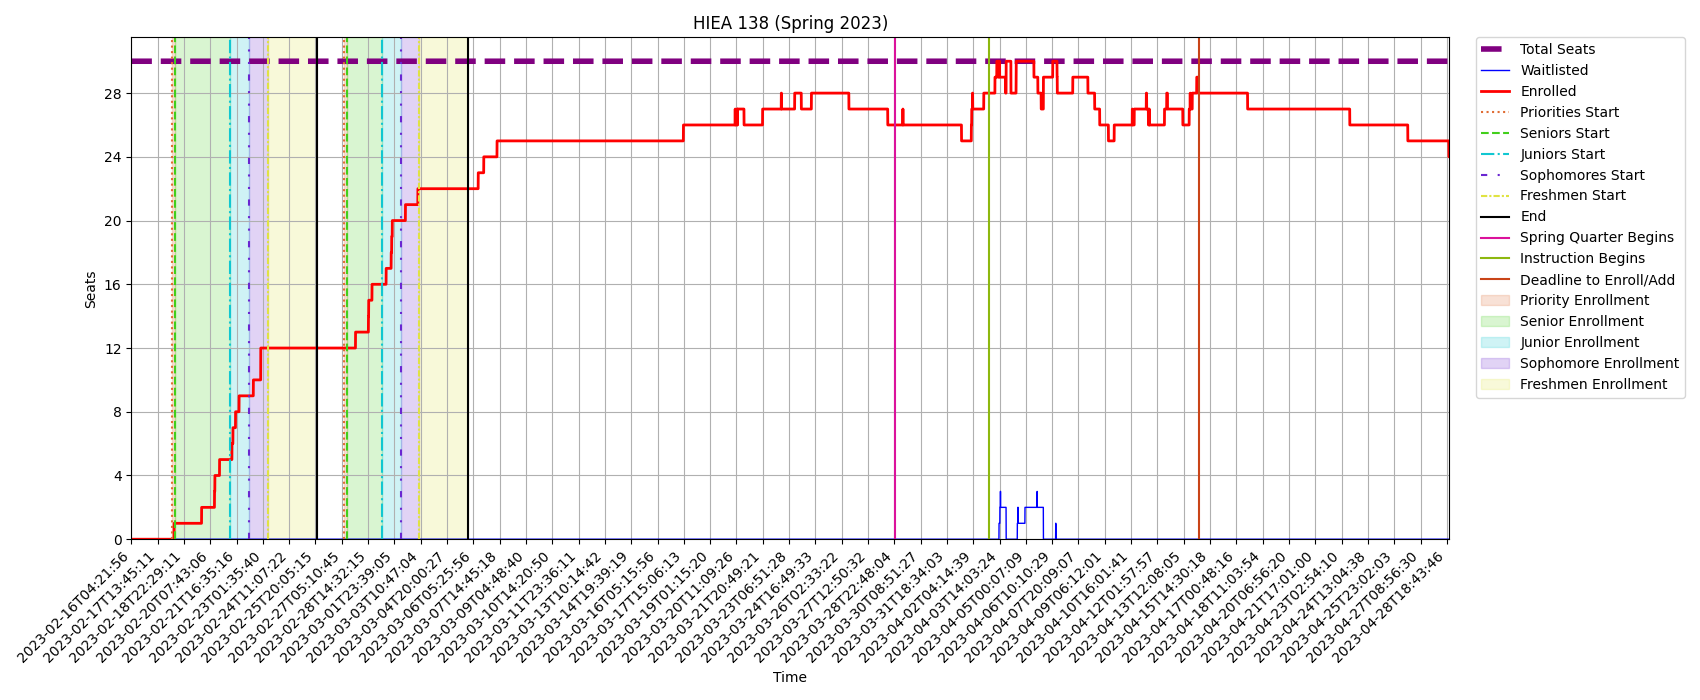 HIEA 138 (Spring 2023)
Seats
28
24
20
16
12
8
4
0
2023-02-16T04:21:56
2023-02-17T13:45:11
2023-02-18T22:29:11
2023-02-20T07:43:06
2023-02-21T16:35:16
2023-02-23T01:35:40
2023-02-24T11:07:22
2023-02-25T20:05:15
2023-02-27T05:10:45
2023-02-28T14:32:15
2023-03-01T23:39:05
2023-03-03T10:47:04
2023-03-04T20:00:27
2023-03-06T05:25:56
2023-03-07T14:45:18
2023-03-09T04:48:40
2023-03-10T14:20:50
2023-03-11T23:36:11
2023-03-13T10:14:42
2023-03-14T19:39:19
2023-03-16T05:15:56
2023-03-17T15:06:13
2023-03-19T01:15:20
2023-03-20T11:09:26
2023-03-21T20:49:21
2023-03-23T06:51:28
2023-03-24T16:49:33
2023-03-26T02:33:22
2023-03-27T12:50:32
2023-03-28T22:48:04
2023-03-30T08:51:27
2023-03-31T18:34:03
2023-04-02T04:14:39
2023-04-03T14:03:24
2023-04-05T00:07:09
2023-04-06T10:10:29
2023-04-07T20:09:07
2023-04-09T06:12:01
2023-04-10T16:01:41
2023-04-12T01:57:57
2023-04-13T12:08:05
2023-04-15T14:30:18
2023-04-17T00:48:16
2023-04-18T11:03:54
2023-04-20T06:56:20
2023-04-21T17:01:00
2023-04-23T02:54:10
2023-04-24T13:04:38
2023-04-25T23:02:03
2023-04-27T08:56:30
2023-04-28T18:43:46
Time
Total Seats
Waitlisted
Enrolled
Priorities Start
Seniors Start
Juniors Start
Sophomores Start
Freshmen Start
End
Spring Quarter Begins
Instruction Begins
Deadline to Enroll/Add
Priority Enrollment
Senior Enrollment
Junior Enrollment
Sophomore Enrollment
Freshmen Enrollment